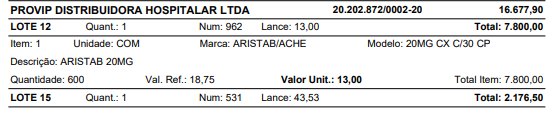 PROVIP DISTRIBUIDORA HOSPITALAR LTDA 20.202.872/0002-20 16.677,90
LOTE 12 Quant.: 1 Num: 962 Lance: 13,00 Total: 7.800,00
Item: 1 Unidade: COM Marca: ARISTAB/ACHE Modelo: 20MG CX C/30 CP
Descrição: ARISTAB 20MG
Quantidade: 600 Val. Ref.: 18,75 Valor Unit.: 13,00 Total Item: 7.800,00
LOTE 15 Quant.: 1 Num: 531 Lance: 43,53 Total: 2.176,50